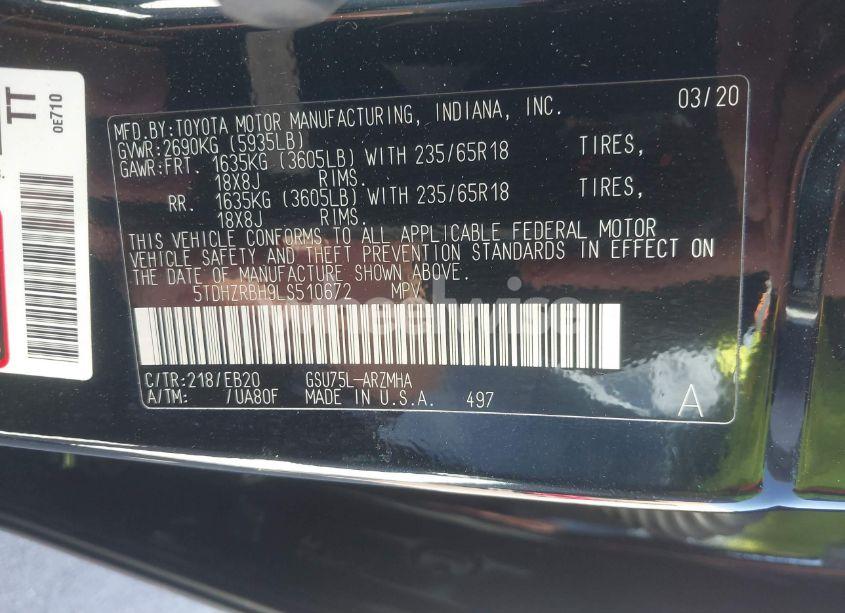 TT
0E710
MFD.BY:TOYOTA MOTOR MANUFACTURING, INDIANA, INC. 03/20
GVWR:2690KG (5935LB)
GAWR:FRT. 1635KG (3605LB) WITH 235/65R18 TIRES,
18X8J RIMS.
RR. 1635KG (3605LB) WITH 235/65R18 TIRES,
18X8J RIMS.
THIS VEHICLE CONFORMS TO ALL APPLICABLE FEDERAL MOTOR
VEHICLE SAFETY AND THEFT PREVENTION STANDARDS IN EFFECT ON
THE DATE OF MANUFACTURE SHOWN ABOVE.
5TDHZRBH9LS510672 MPV
wheelwise
C/TR:218/EB20 GSU75L-ARZMHA
A/TM: /UA80F MADE IN U.S.A. 497 A